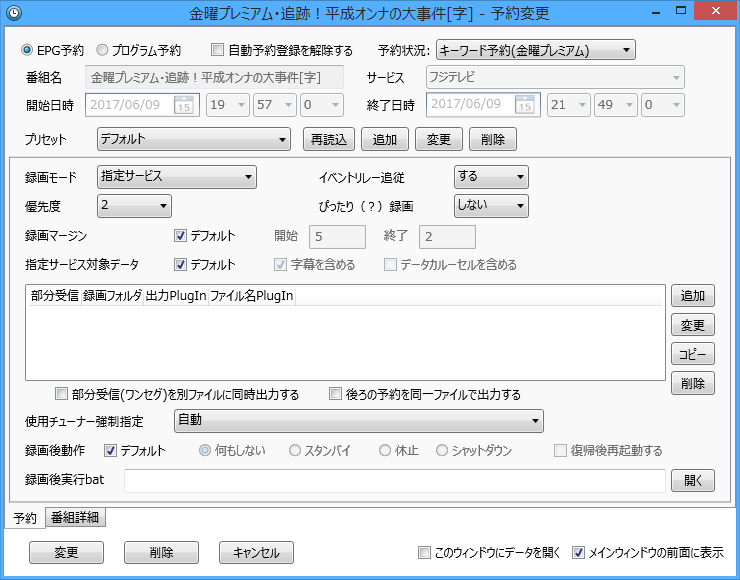 金曜プレミアム・追跡！平成オンナの大事件[字] - 予約変更
EPG予約 プログラム予約 自動予約登録を解除する 予約状況: キーワード予約(金曜プレミアム)
番組名 金曜プレミアム・追跡！平成オンナの大事件[字] サービス フジテレビ
開始日時 2017/06/09 15 19 57 0 終了日時 2017/06/09 15 21 49 0
プリセット デフォルト 再読込 追加 変更 削除
録画モード 指定サービス イベントリレー追従 する
優先度 2 ぴったり（？）録画 しない
録画マージン デフォルト 開始 5 終了 2
指定サービス対象データ デフォルト 字幕を含める データカルーセルを含める
部分受信 録画フォルダ 出力PlugIn ファイル名PlugIn
追加
変更
コピー
削除
部分受信(ワンセグ)を別ファイルに同時出力する 後ろの予約を同一ファイルで出力する
使用チューナー強制指定 自動
録画後動作 デフォルト 何もしない スタンバイ 休止 シャットダウン 復帰後再起動する
録画後実行bat 開く
予約 番組詳細
変更 削除 キャンセル このウィンドウにデータを開く メインウィンドウの前面に表示